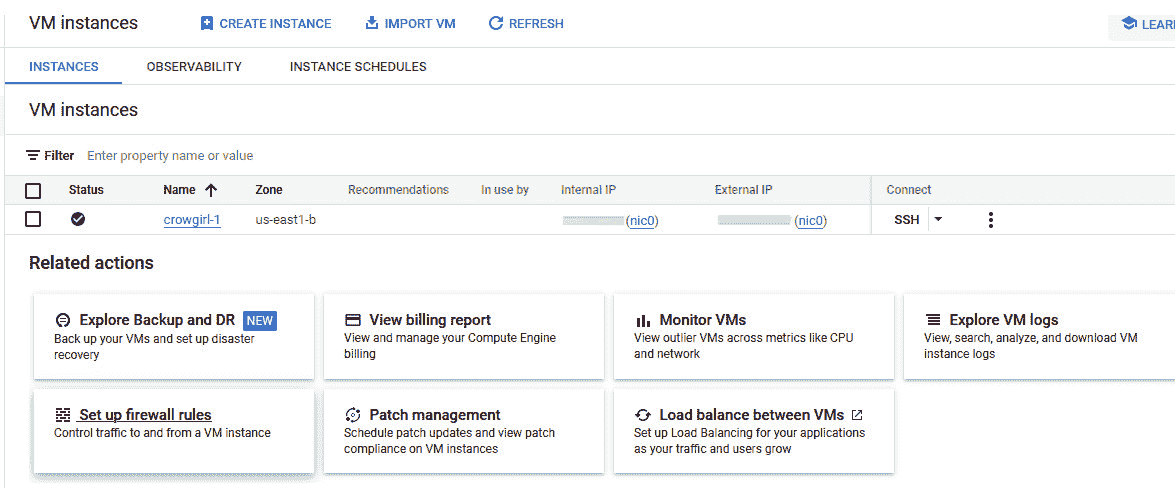 VM instances CREATE INSTANCE IMPORT VM REFRESH
INSTANCES OBSERVABILITY INSTANCE SCHEDULES
VM instances
Filter Enter property name or value
Status Name Zone Recommendations In use by Internal IP External IP Connect
crowgirl-1 us-east1-b (nic0) (nic0) SSH
Related actions
Explore Backup and DR NEW
Back up your VMs and set up disaster
recovery
View billing report
View and manage your Compute Engine
billing
Monitor VMs
View outlier VMs across metrics like CPU
and network
Explore VM logs
View, search, analyze, and download VM
instance logs
Set up firewall rules
Control traffic to and from a VM instance
Patch management
Schedule patch updates and view patch
compliance on VM instances
Load balance between VMs
Set up Load Balancing for your applications
as your traffic and users grow